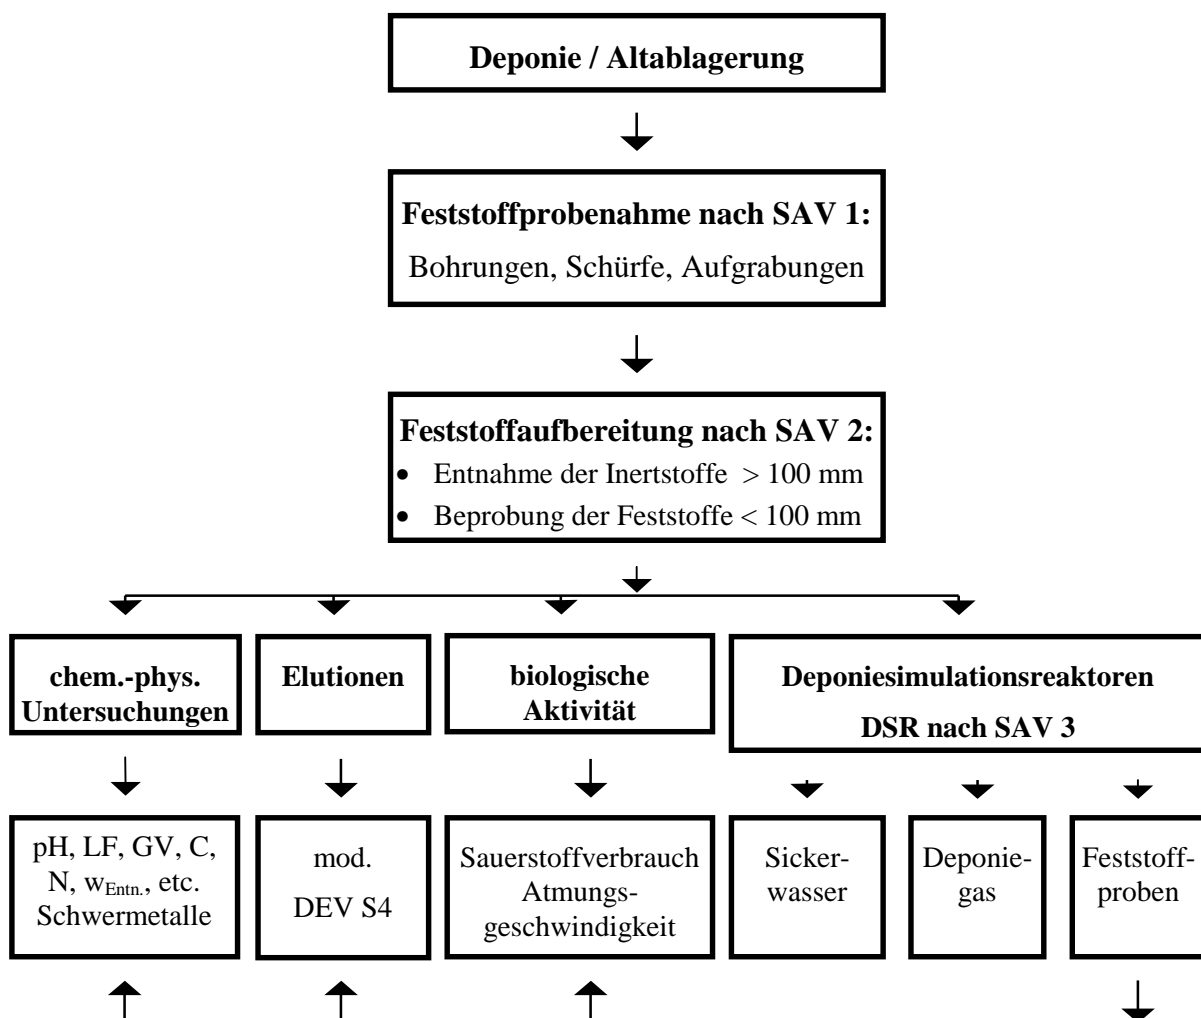 Deponie / Altablagerung
Feststoffprobenahme nach SAV 1:
Bohrungen, Schürfe, Aufgrabungen
Feststoffaufbereitung nach SAV 2:
• Entnahme der Inertstoffe > 100 mm
• Beprobung der Feststoffe < 100 mm
chem.-phys.
Untersuchungen
Elutionen
biologische
Aktivität
Deponiesimulationsreaktoren
DSR nach SAV 3
pH, LF, GV, C,
N, wEntn., etc.
Schwermetalle
mod.
DEV S4
Sauerstoffverbrauch
Atmungs-
geschwindigkeit
Sicker-
wasser
Deponie-
gas
Feststoff-
proben